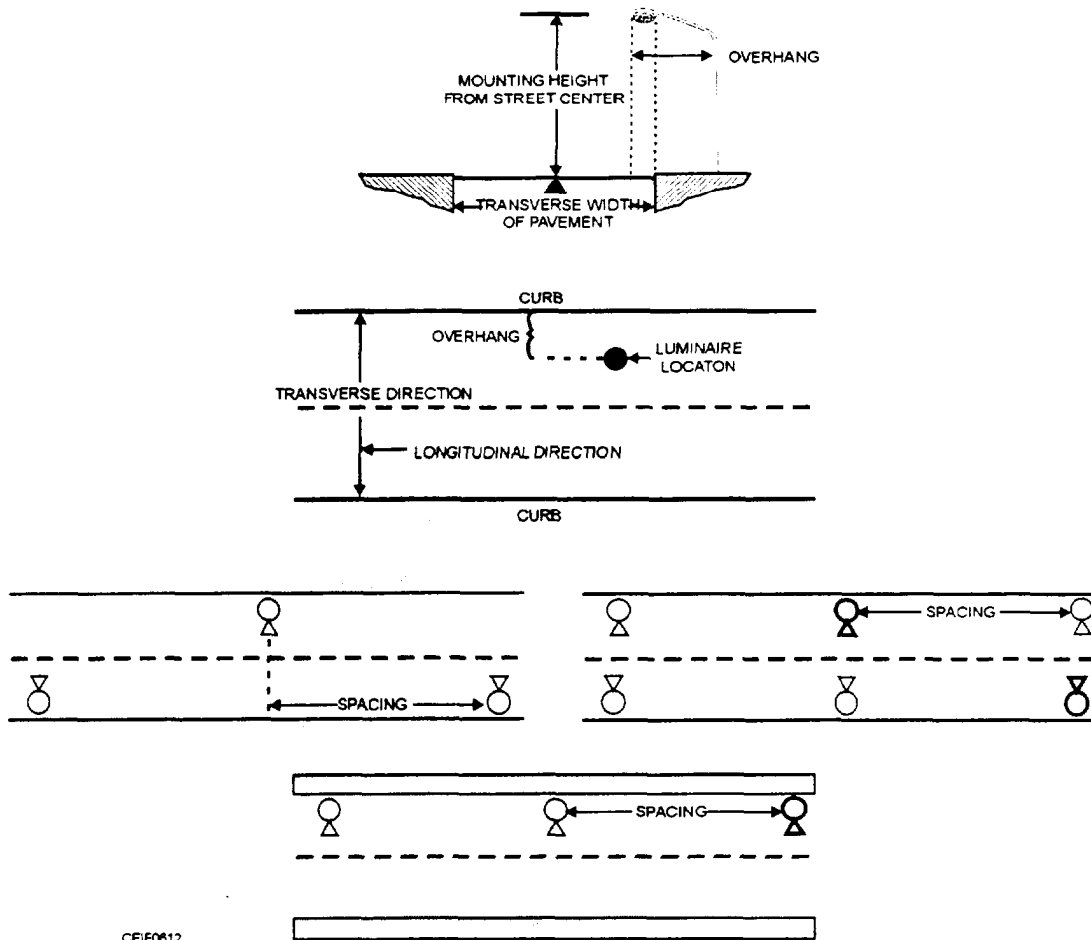 OVERHANG
MOUNTING HEIGHT
FROM STREET CENTER
TRANSVERSE WIDTH
OF PAVEMENT
CURB
OVERHANG
LUMINAIRE
LOCATON
TRANSVERSE DIRECTION
LONGITUDINAL DIRECTION
CURB
SPACING
SPACING
SPACING
CEIF0612